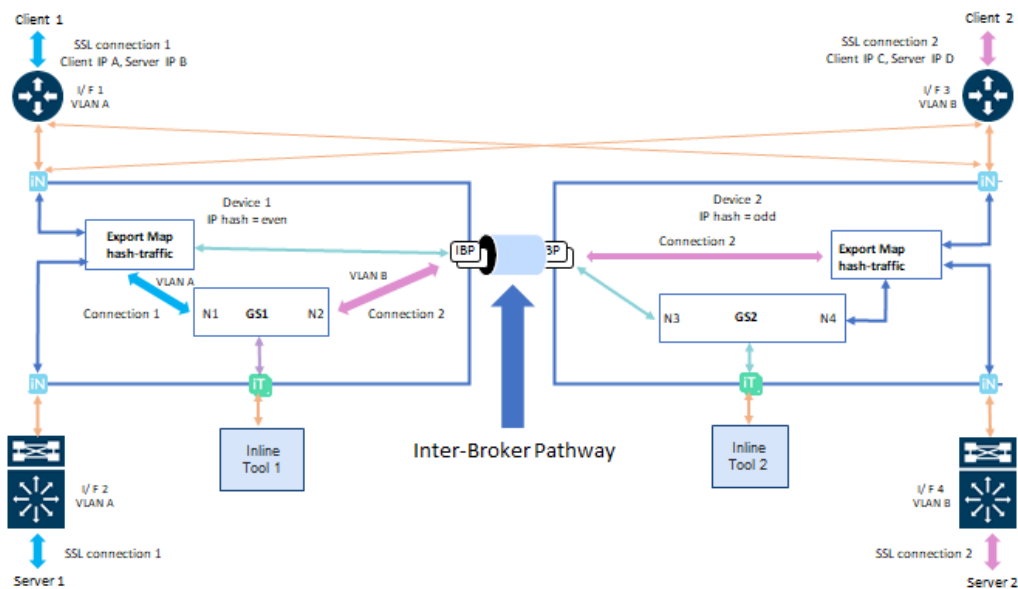 Client 1
Client 2
SSL connection 1
Client IP A, Server IP B
SSL connection 2
Client IP C, Server IP D
I/ F 1
VLAN A
I/ F 3
VLAN B
iN
iN
Device 1
IP hash = even
Device 2
IP hash = odd
Export Map
hash-traffic
IBP
BP
Connection 2
Export Map
hash-traffic
VLAN A
VLAN B
Connection 1
N1
GS1
N2
Connection 2
N3
GS2
N4
iN
iT
iT
iN
Inline
Tool 1
Inter-Broker Pathway
Inline
Tool 2
I/ F 2
VLAN A
I/ F 4
VLAN B
SSL connection 1
SSL connection 2
Server 1
Server 2